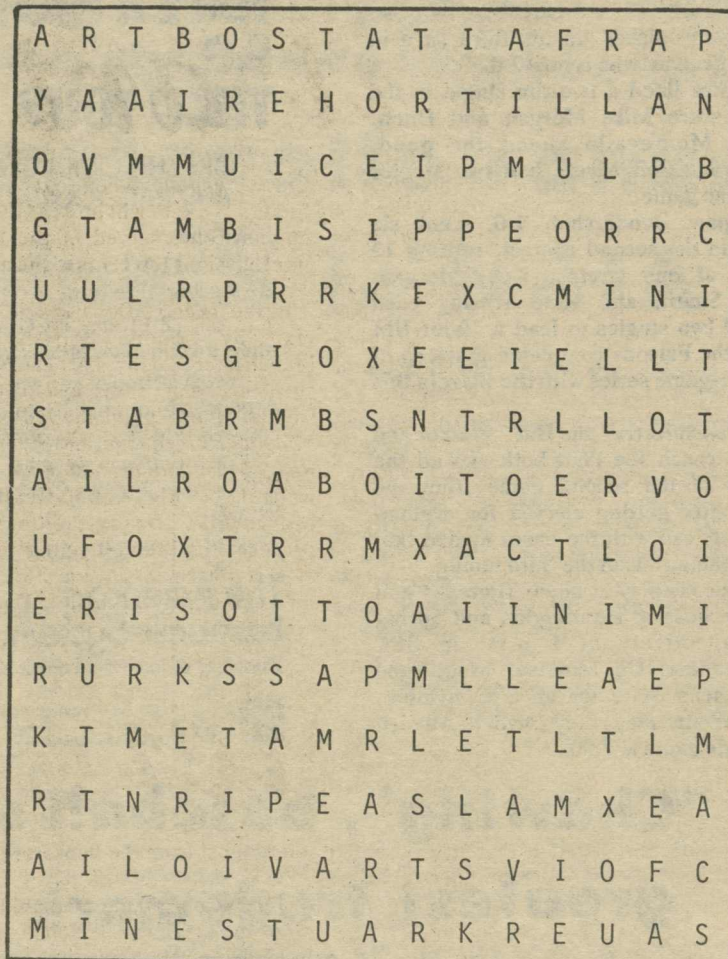 A R T B O S T A T I A F R A P
Y A A I R E H O R T I L L A N
O V M M U I C E I P M U L P B
G T A M B I S I P P E O R R C
U U L R P R R K E X C M I N I
R T E S G I O X E E I E L L T
S T A B R M B S N T R L L O T
A I L R O A B O I T O E R V O
U F O X T R R M X A C T L O I
E R I S O T T O A I I N I M I
R U R K S S A P M L L E A E P
K T M E T A M R L E T L T L M
R T N R I P E A S L A M X E A
A I L O I V A R T S V I O F C
M I N E S T U A R K R E U A S